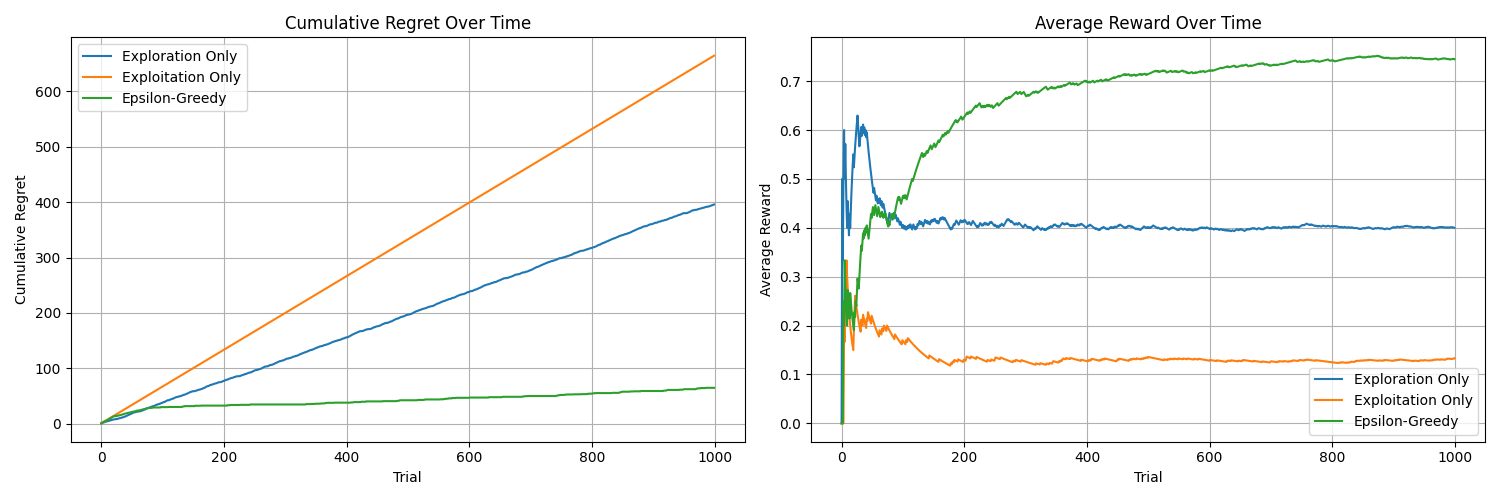 Cumulative Regret Over Time
Cumulative Regret
600
500
400
300
200
100
0
0 200 400 600 800 1000
Trial
Exploration Only
Exploitation Only
Epsilon-Greedy
Average Reward Over Time
Average Reward
0.7
0.6
0.5
0.4
0.3
0.2
0.1
0.0
0 200 400 600 800 1000
Trial
Exploration Only
Exploitation Only
Epsilon-Greedy